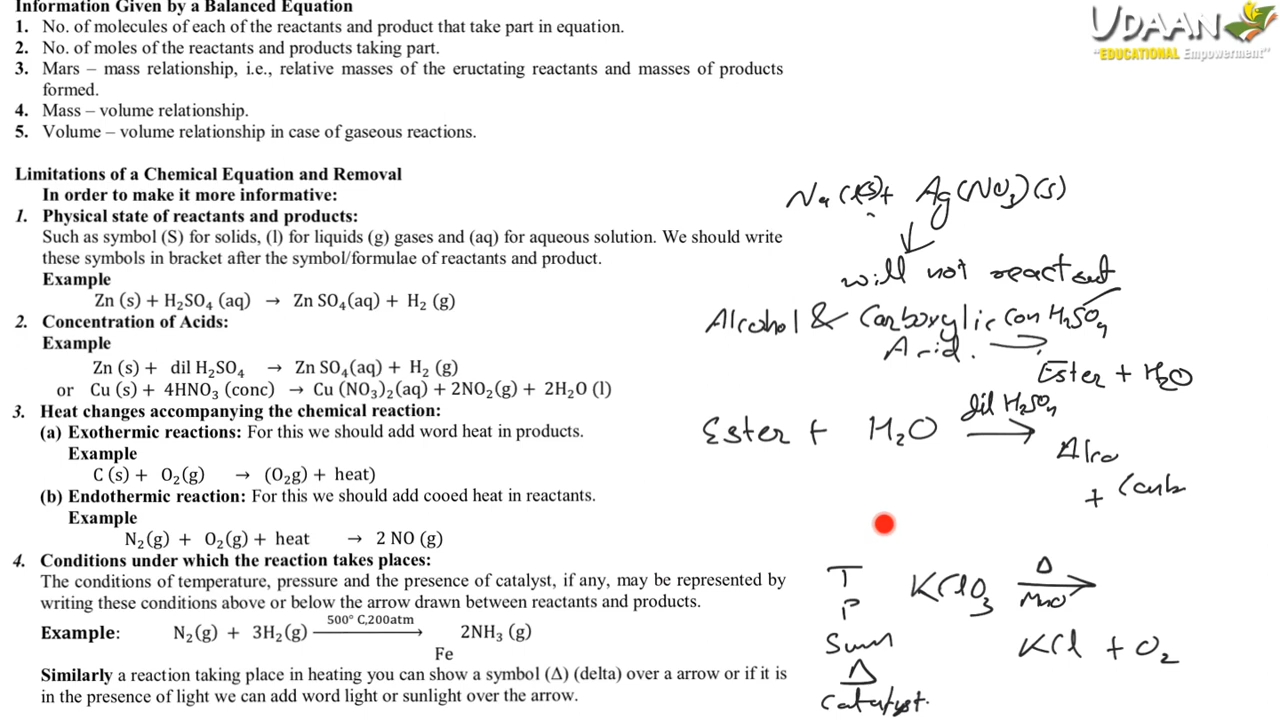 Information Given by a Balanced Equation
1. No. of molecules of each of the reactants and product that take part in equation.
2. No. of moles of the reactants and products taking part.
3. Mars – mass relationship, i.e., relative masses of the eructating reactants and masses of products
formed.
4. Mass – volume relationship.
5. Volume – volume relationship in case of gaseous reactions.
Limitations of a Chemical Equation and Removal
In order to make it more informative:
1. Physical state of reactants and products:
Such as symbol (S) for solids, (l) for liquids (g) gases and (aq) for aqueous solution. We should write
these symbols in bracket after the symbol/formulae of reactants and product.
Example
Zn (s) + H₂SO₄ (aq) → Zn SO₄(aq) + H₂ (g)
2. Concentration of Acids:
Example
Zn (s) + dil H₂SO₄ → Zn SO₄(aq) + H₂ (g)
or Cu (s) + 4HNO₃ (conc) → Cu (NO₃)₂(aq) + 2NO₂(g) + 2H₂O (l)
3. Heat changes accompanying the chemical reaction:
(a) Exothermic reactions: For this we should add word heat in products.
Example
C (s) + O₂(g) → (O₂g) + heat)
(b) Endothermic reaction: For this we should add cooed heat in reactants.
Example
N₂(g) + O₂(g) + heat → 2 NO (g)
4. Conditions under which the reaction takes places:
The conditions of temperature, pressure and the presence of catalyst, if any, may be represented by
writing these conditions above or below the arrow drawn between reactants and products.
500° C,200atm
Example: N₂(g) + 3H₂(g) → 2NH₃ (g)
Fe
Similarly a reaction taking place in heating you can show a symbol (Δ) (delta) over a arrow or if it is
in the presence of light we can add word light or sunlight over the arrow.
UDAAN
"EDUCATIONAL Empowerment"
Na (s) + Ag(NO₃)(s)
↓
will not react
Alcohol & Carboxylic Con H₂SO₄
Acid. →
Ester + H₂O
dil H₂SO₄
Ester + H₂O →
Alco
+ Carb
T
P
Sun
Δ
Catalyst.
Δ
KClO₃ →
MnO
KCl + O₂